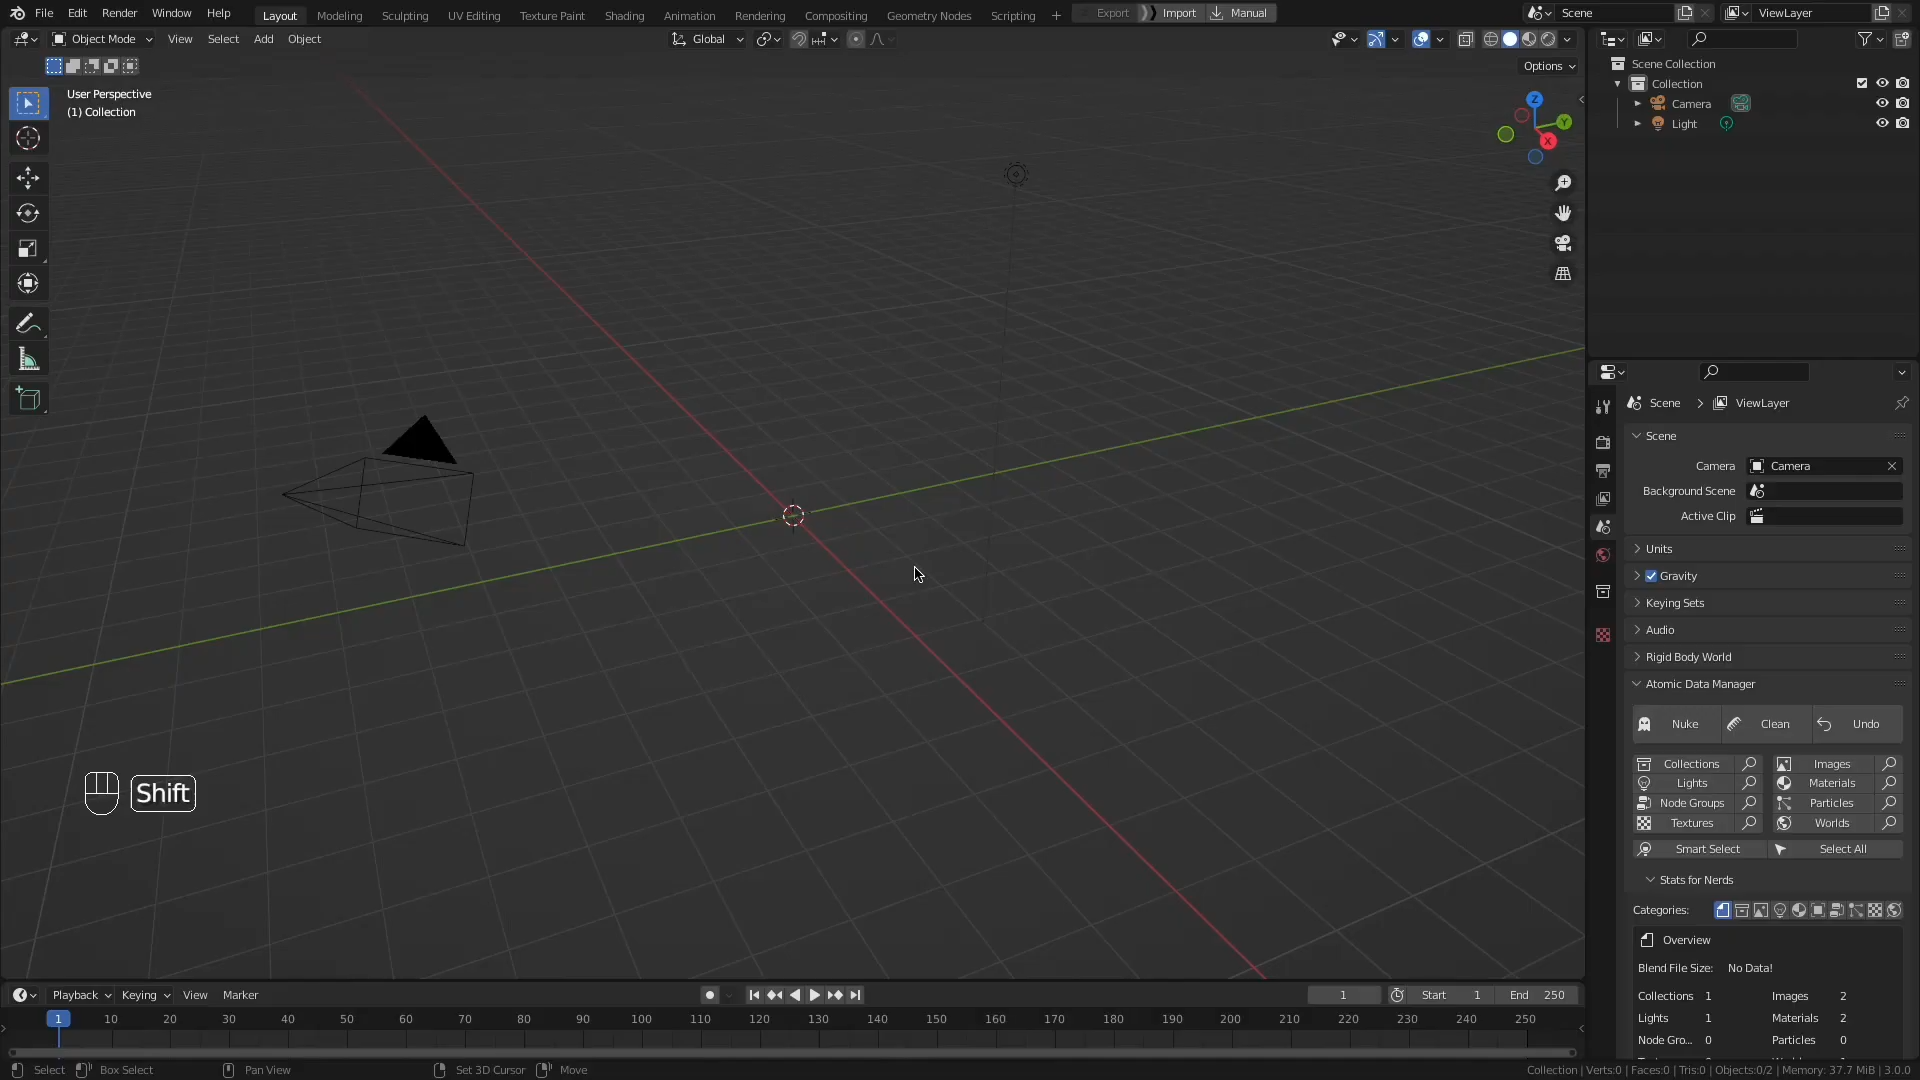 File Edit Render Window Help
Layout Modeling Sculpting UV Editing Texture Paint Shading Animation Rendering Compositing Geometry Nodes Scripting +
Export Import Manual
Scene
ViewLayer
Object Mode View Select Add Object
Global
Options
User Perspective
(1) Collection
Z
Y
X
Shift
Scene Collection
Collection
Camera
Light
Scene ViewLayer
Scene
Camera Camera
Background Scene
Active Clip
Units
Gravity
Keying Sets
Audio
Rigid Body World
Atomic Data Manager
Nuke Clean Undo
Collections Images
Lights Materials
Node Groups Particles
Textures Worlds
Smart Select Select All
Stats for Nerds
Categories:
Overview
Blend File Size: No Data!
Collections 1 Images 2
Lights 1 Materials 2
Node Gro... 0 Particles 0
Playback Keying View Marker
1 Start 1 End 250
1 10 20 30 40 50 60 70 80 90 100 110 120 130 140 150 160 170 180 190 200 210 220 230 240 250
Select Box Select Pan View Set 3D Cursor Move
Collection | Verts:0 | Faces:0 | Tris:0 | Objects:0/2 | Memory: 37.7 MiB | 3.0.0